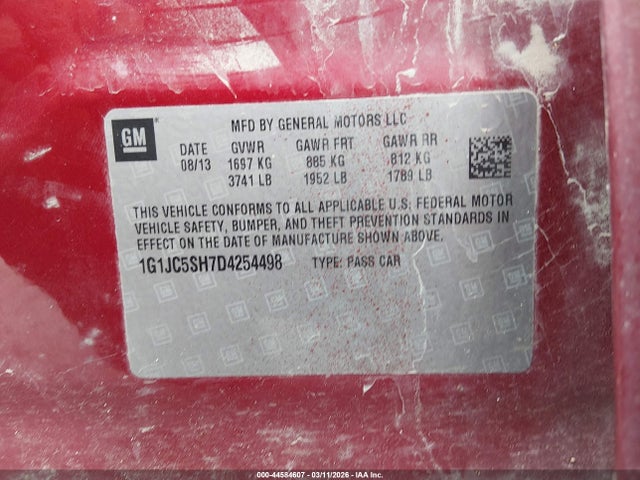 GM
MFD BY GENERAL MOTORS LLC
DATE GVWR GAWR FRT GAWR RR
08/13 1697 KG 885 KG 812 KG
3741 LB 1952 LB 1789 LB
THIS VEHICLE CONFORMS TO ALL APPLICABLE U.S. FEDERAL MOTOR
VEHICLE SAFETY, BUMPER, AND THEFT PREVENTION STANDARDS IN
EFFECT ON THE DATE OF MANUFACTURE SHOWN ABOVE.
1G1JC5SH7D4254498 TYPE: PASS CAR
000-44584607 - 03/11/2026 - IAA Inc.